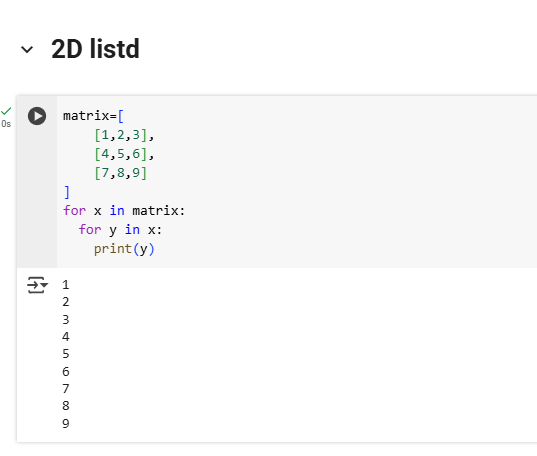 2D listd
0s
matrix=[
    [1,2,3],
    [4,5,6],
    [7,8,9]
]
for x in matrix:
  for y in x:
    print(y)
1
2
3
4
5
6
7
8
9